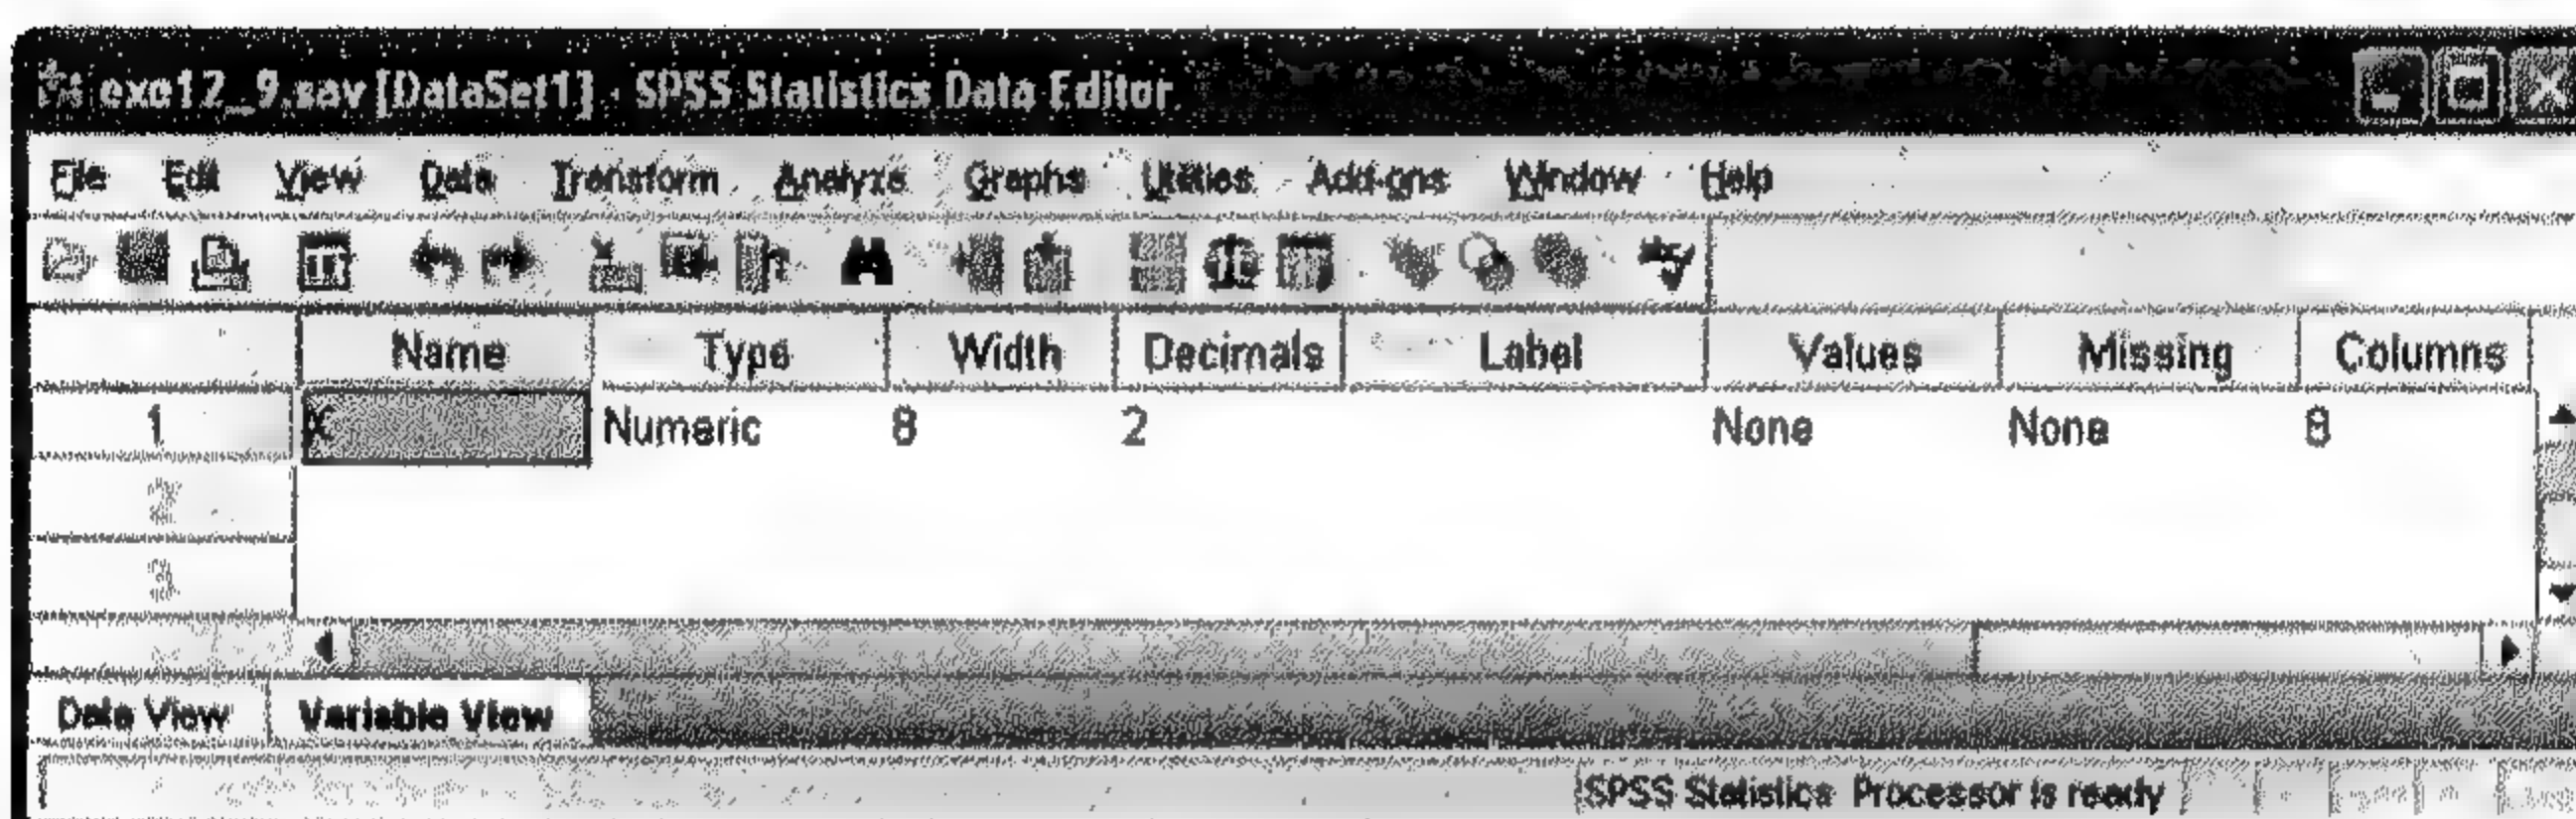 exe12_9.sav [DataSet1] - SPSS Statistics Data Editor
File Edit View Data Transform Analyze Graphs Utilities Add-ons Window Help
Name Type Width Decimals Label Values Missing Columns
1 X Numeric 8 2 None None 8
2
3
Data View Variable View
SPSS Statistics Processor is ready